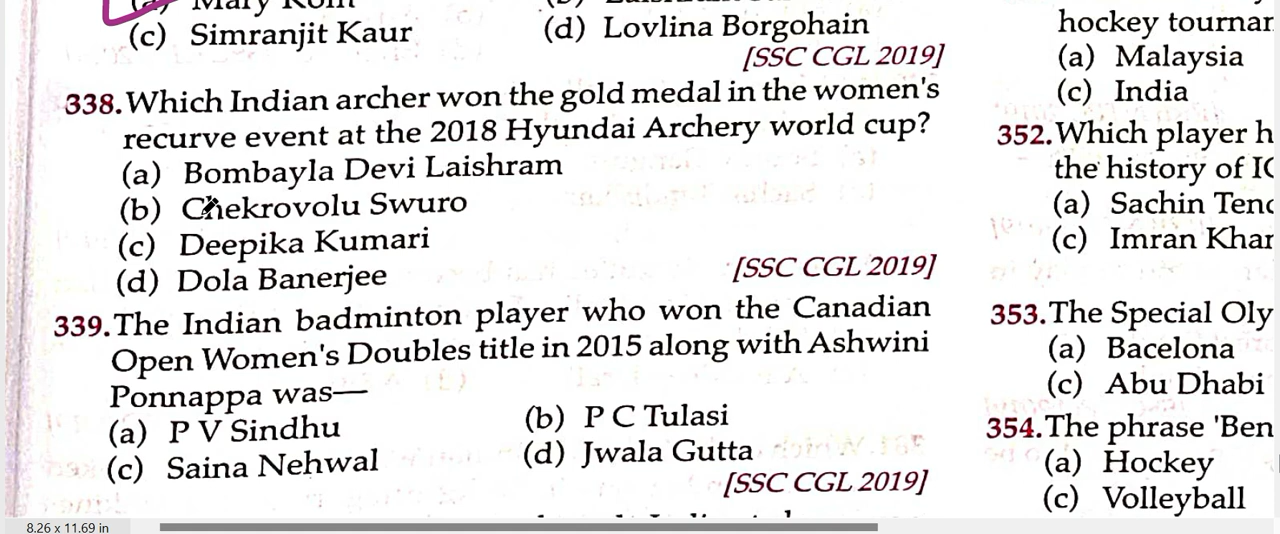 (c) Simranjit Kaur
(d) Lovlina Borgohain
[SSC CGL 2019]
338. Which Indian archer won the gold medal in the women's
recurve event at the 2018 Hyundai Archery world cup?
(a) Bombayla Devi Laishram
(b) Chekrovolu Swuro
(c) Deepika Kumari
(d) Dola Banerjee
[SSC CGL 2019]
339. The Indian badminton player who won the Canadian
Open Women's Doubles title in 2015 along with Ashwini
Ponnappa was—
(a) P V Sindhu
(b) P C Tulasi
(c) Saina Nehwal
(d) Jwala Gutta
[SSC CGL 2019]
hockey
(a) Malaysia
(c) India
352. Which player
the history of
(a) Sachin
(c) Imran
353. The Special
(a) Bacelona
(c) Abu Dhabi
354. The phrase
(a) Hockey
(c) Volleyball
8.26 x 11.69 in